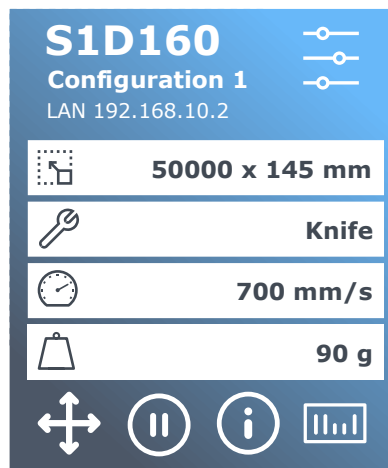 S1D160
Configuration 1
LAN 192.168.10.2
50000 x 145 mm
Knife
700 mm/s
90 g